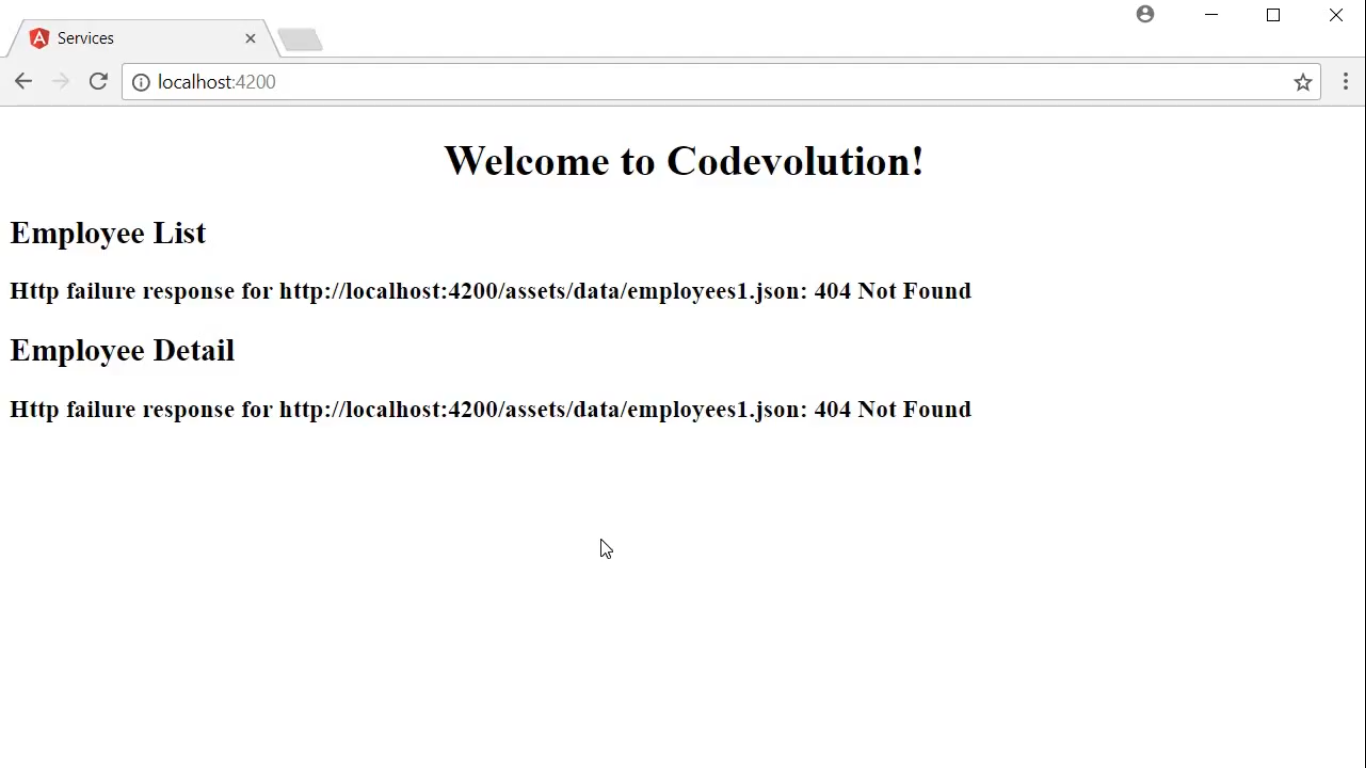 Services
localhost:4200
Welcome to Codevolution!
Employee List
Http failure response for http://localhost:4200/assets/data/employees1.json: 404 Not Found
Employee Detail
Http failure response for http://localhost:4200/assets/data/employees1.json: 404 Not Found